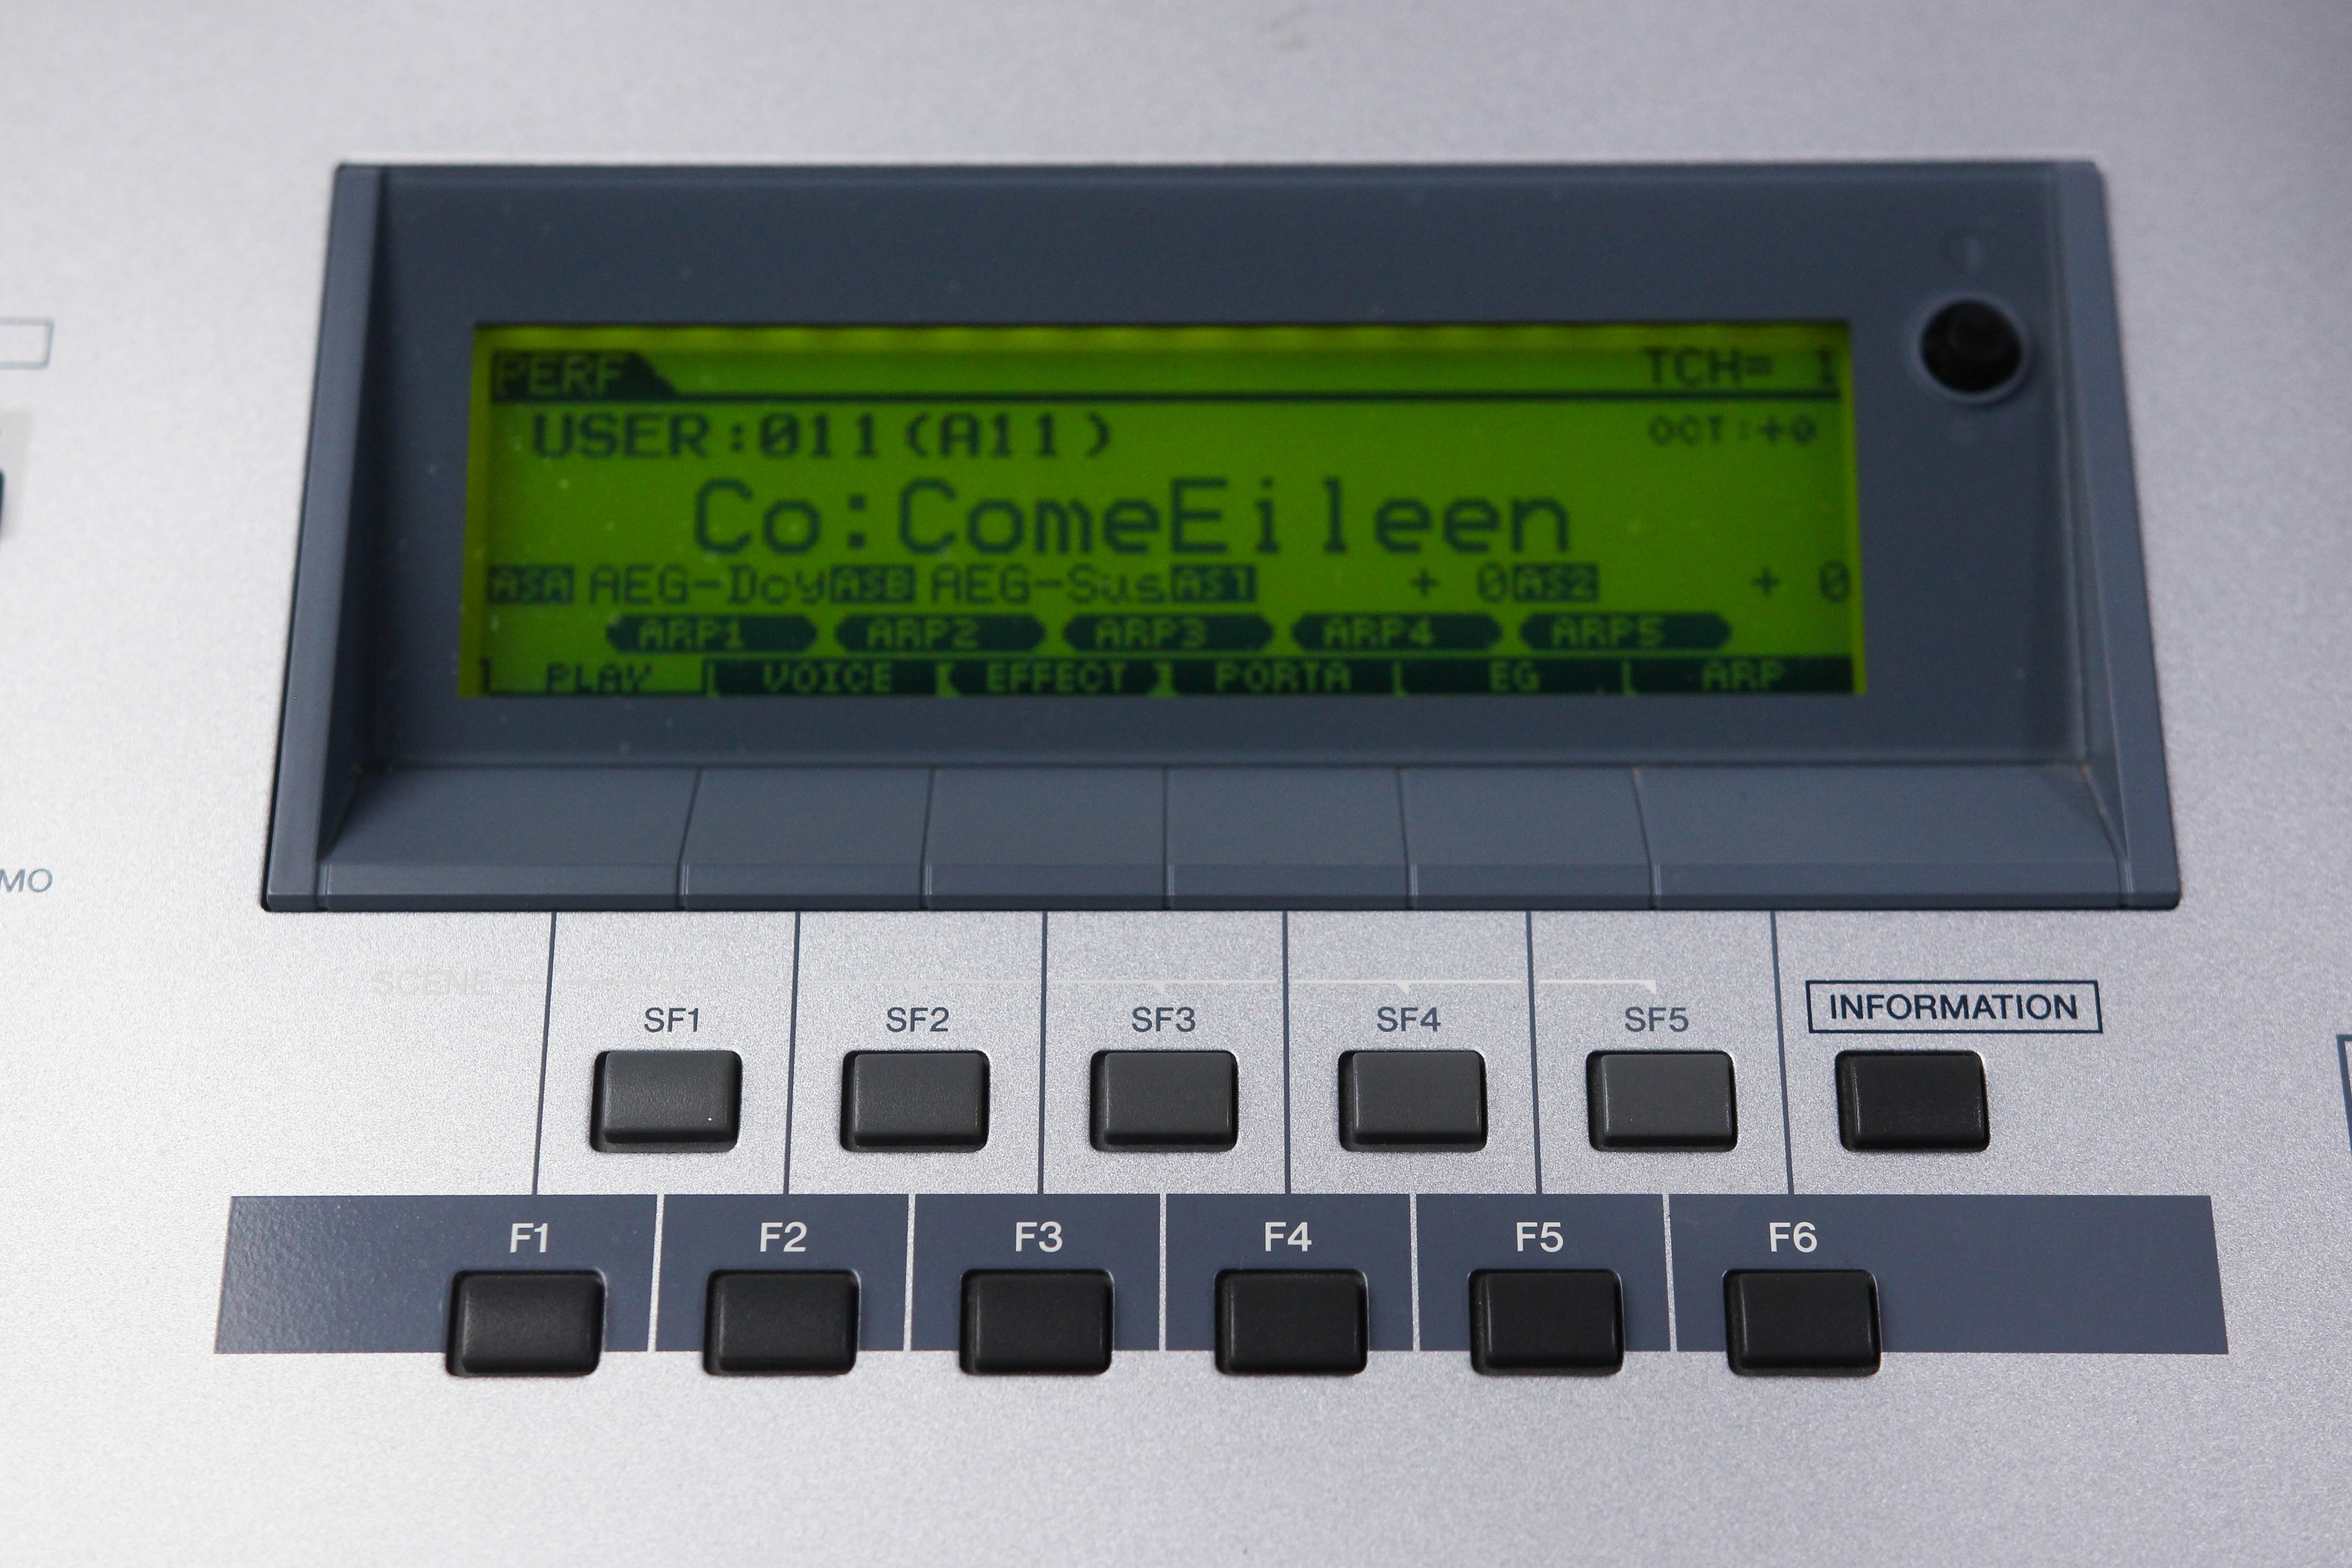 PERF TCH= 1
USER:011(A11) OCT:+0
Co:ComeEileen
ASA AEG-Dcy ASB AEG-Sus AS1 + 0 AS2 + 0
ARP1 ARP2 ARP3 ARP4 ARP5
PLAY VOICE EFFECT PORTA EG ARP
MO
SCENE
SF1 SF2 SF3 SF4 SF5 INFORMATION
F1 F2 F3 F4 F5 F6